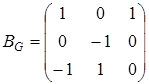 B_G = ( 1 0 1
0 -1 0
-1 1 0 )